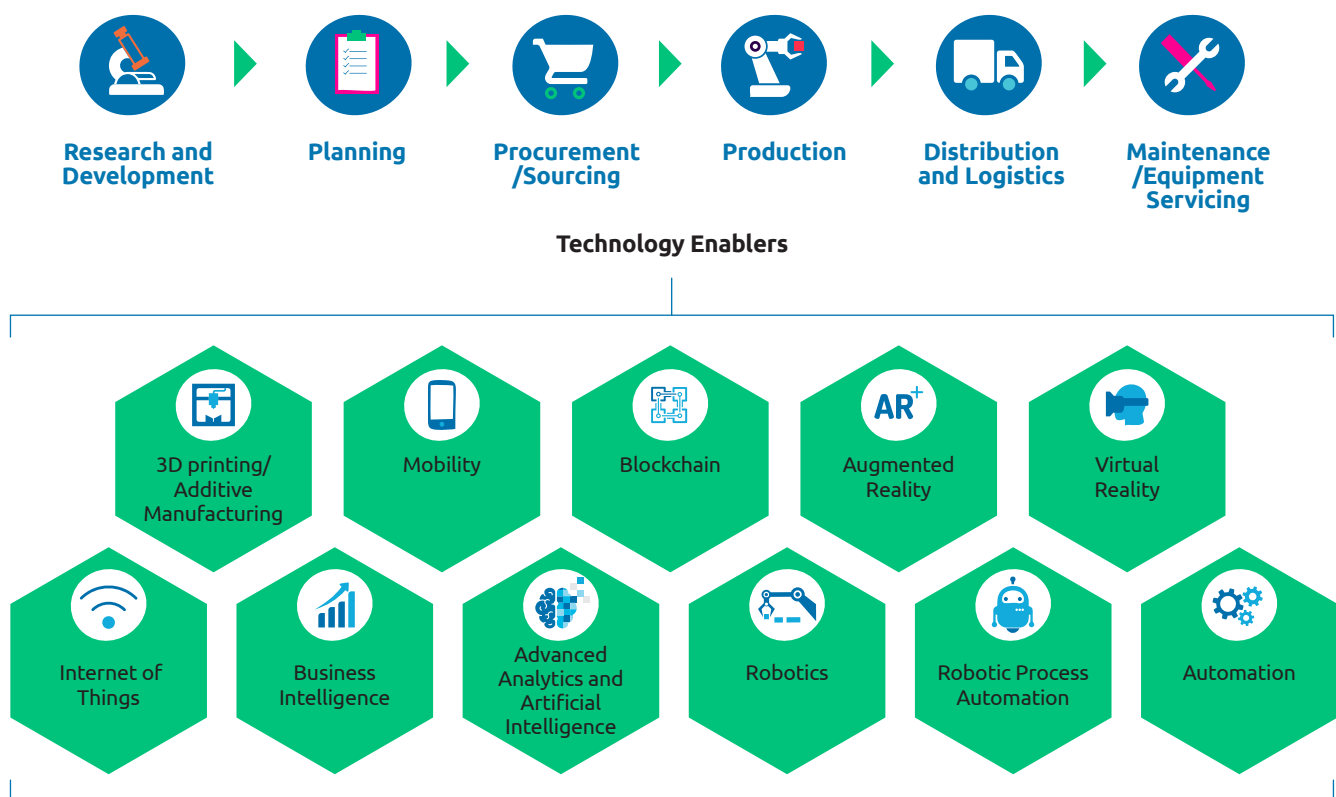 Research and
Development
Planning
Procurement
/Sourcing
Production
Distribution
and Logistics
Maintenance
/Equipment
Servicing
Technology Enablers
3D printing/
Additive
Manufacturing
Mobility
Blockchain
AR+
Augmented
Reality
Virtual
Reality
Internet of
Things
Business
Intelligence
Advanced
Analytics and
Artificial
Intelligence
Robotics
Robotic Process
Automation
Automation